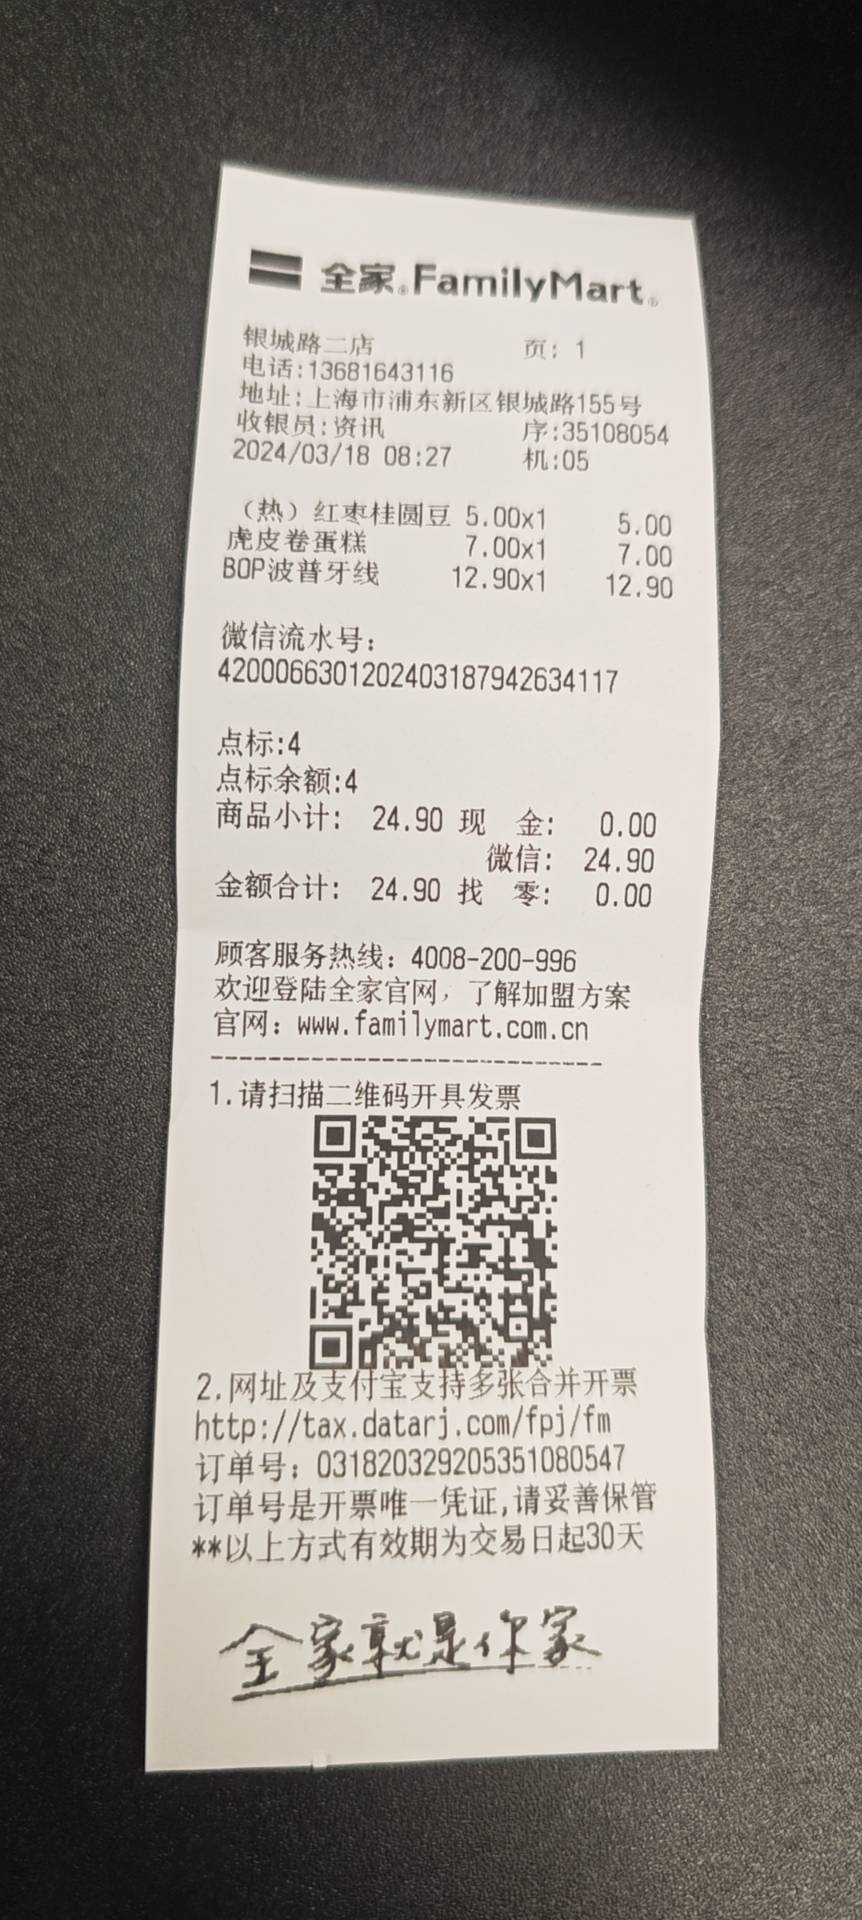 全家®FamilyMart®
银城路二店 页: 1
电话:13681643116
地址:上海市浦东新区银城路155号
收银员:资讯 序:35108054
2024/03/18 08:27 机:05
（热）红枣桂圆豆 5.00x1 5.00
虎皮卷蛋糕 7.00x1 7.00
BOP波普牙线 12.90x1 12.90
微信流水号:
4200066301202403187942634117
点标:4
点标余额:4
商品小计: 24.90 现 金: 0.00
微信: 24.90
金额合计: 24.90 找 零: 0.00
顾客服务热线: 4008-200-996
欢迎登陆全家官网, 了解加盟方案
官网: www.familymart.com.cn
1.请扫描二维码开具发票
2.网址及支付宝支持多张合并开票
http://tax.datarj.com/fpj/fm
订单号: 031820329205351080547
订单号是开票唯一凭证,请妥善保管
**以上方式有效期为交易日起30天
全家就是你家